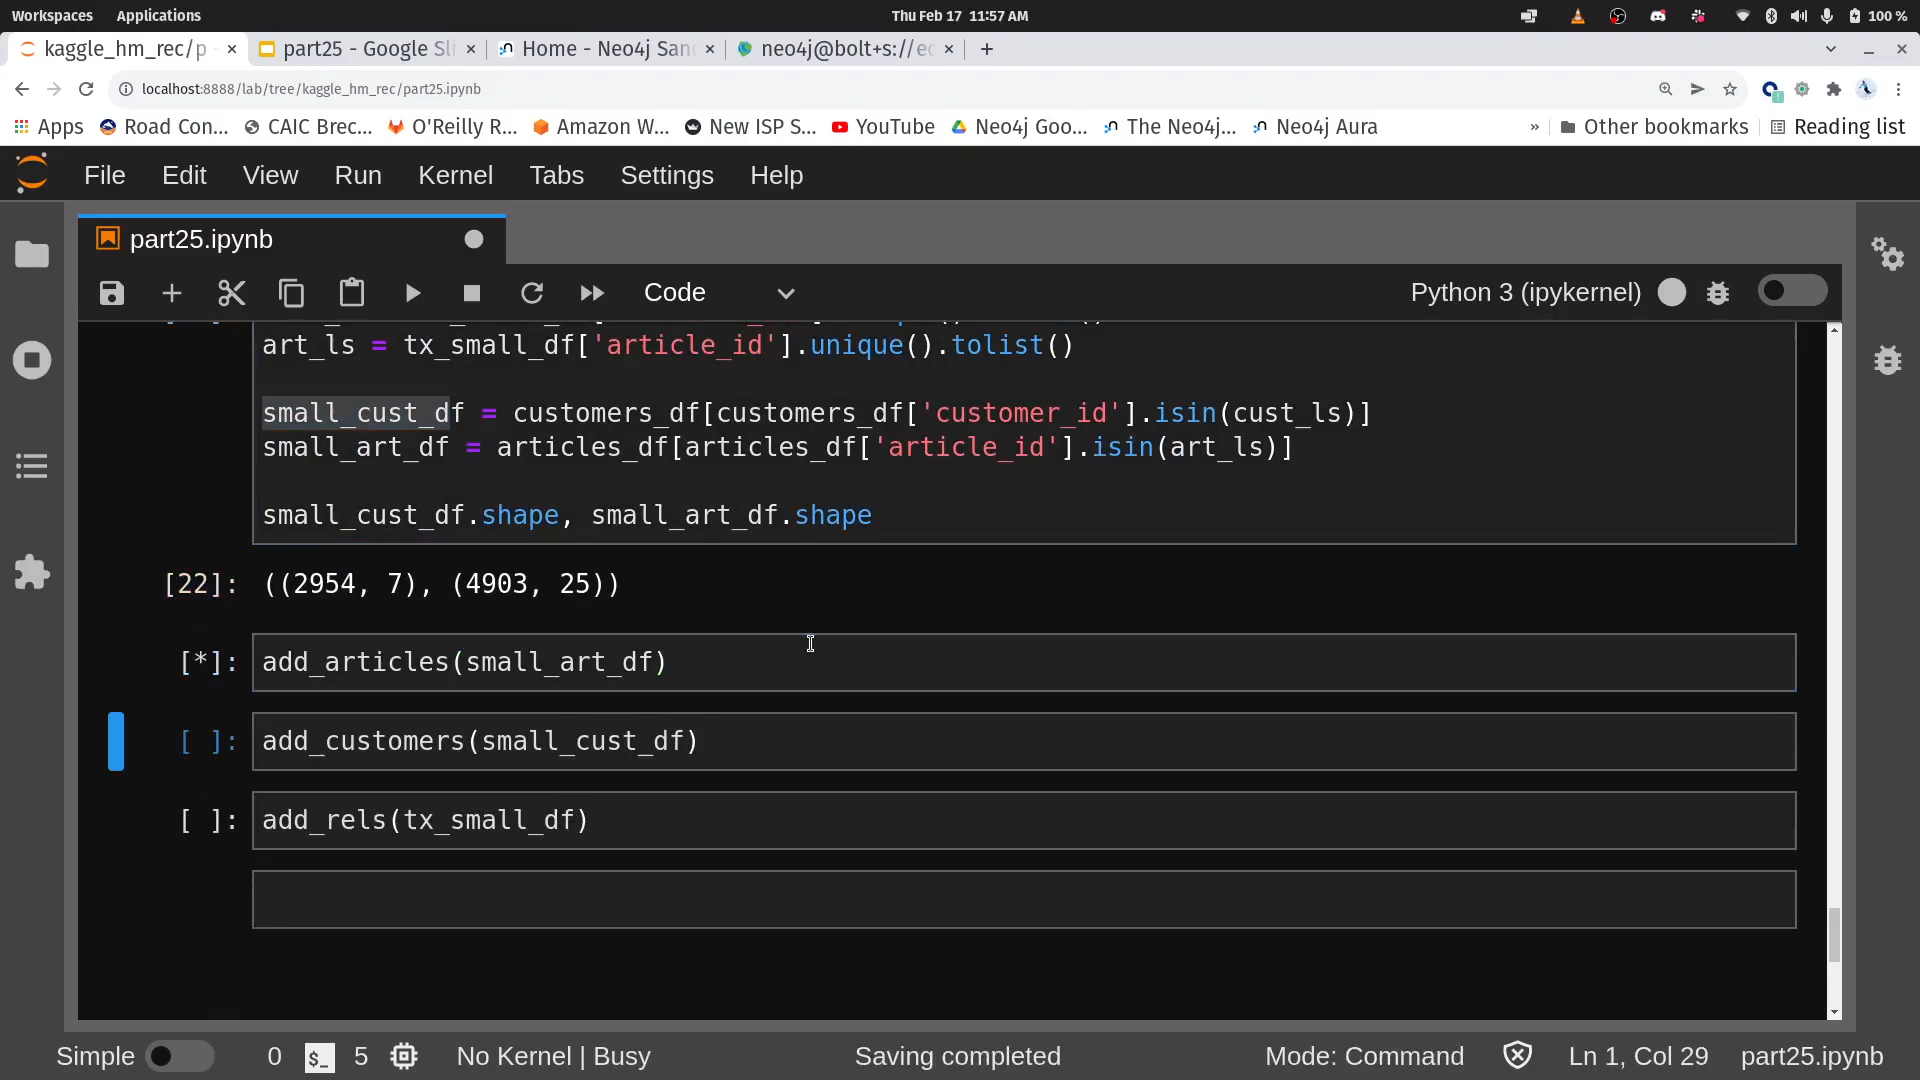 Workspaces Applications Thu Feb 17 11:57 AM 100 %
kaggle_hm_rec/p part25 - Google Sli Home - Neo4j San neo4j@bolt+s://e
localhost:8888/lab/tree/kaggle_hm_rec/part25.ipynb
Apps Road Con... CAIC Brec... O'Reilly R... Amazon W... New ISP S... YouTube Neo4j Goo... The Neo4j... Neo4j Aura » Other bookmarks Reading list
File Edit View Run Kernel Tabs Settings Help
part25.ipynb
Code Python 3 (ipykernel)
art_ls = tx_small_df['article_id'].unique().tolist()
small_cust_df = customers_df[customers_df['customer_id'].isin(cust_ls)]
small_art_df = articles_df[articles_df['article_id'].isin(art_ls)]
small_cust_df.shape, small_art_df.shape
[22]: ((2954, 7), (4903, 25))
[*]: add_articles(small_art_df)
[ ]: add_customers(small_cust_df)
[ ]: add_rels(tx_small_df)
Simple 0 $_ 5 No Kernel | Busy Saving completed Mode: Command Ln 1, Col 29 part25.ipynb